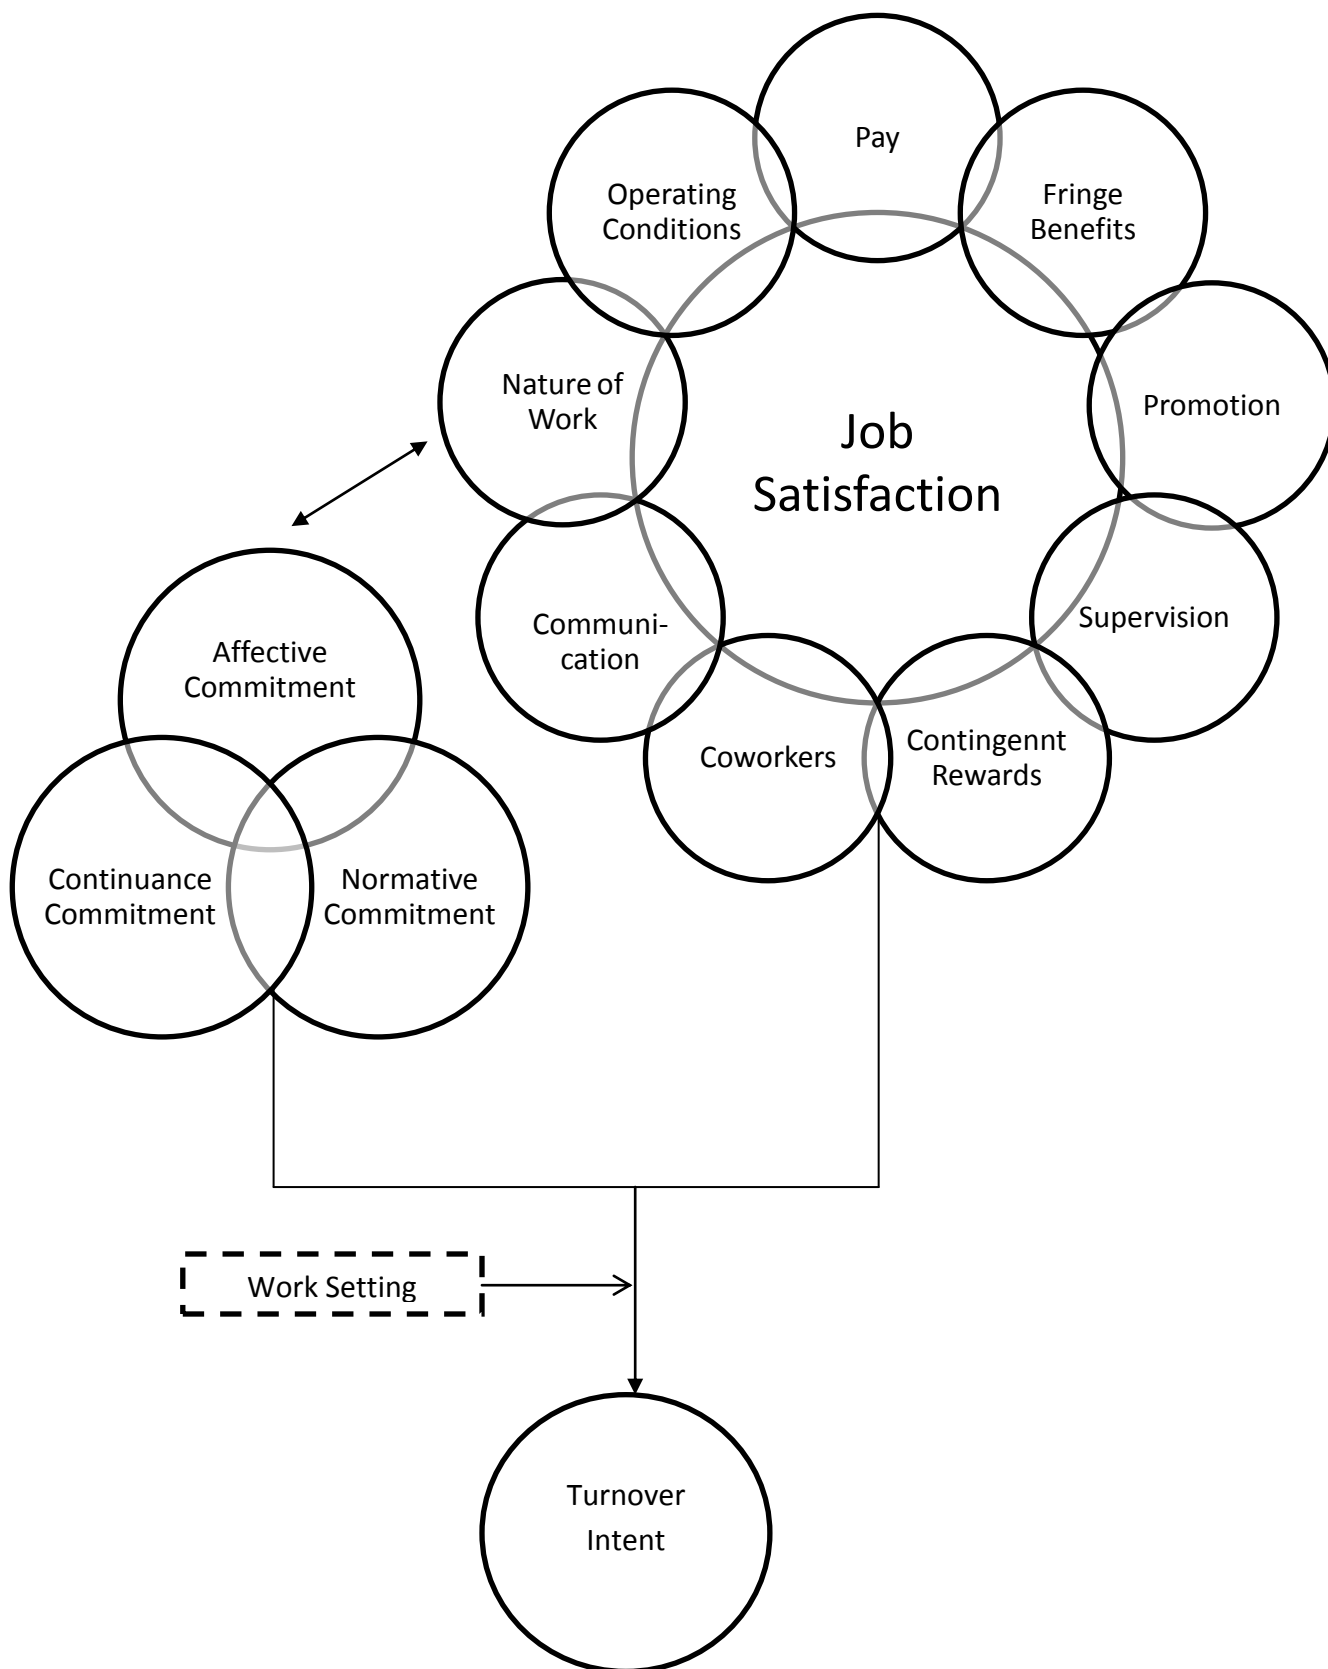 Pay
Operating
Conditions
Fringe
Benefits
Nature of
Work
Promotion
Job
Satisfaction
Communi-
cation
Supervision
Affective
Commitment
Coworkers
Contingennt
Rewards
Continuance
Commitment
Normative
Commitment
Work Setting
Turnover
Intent